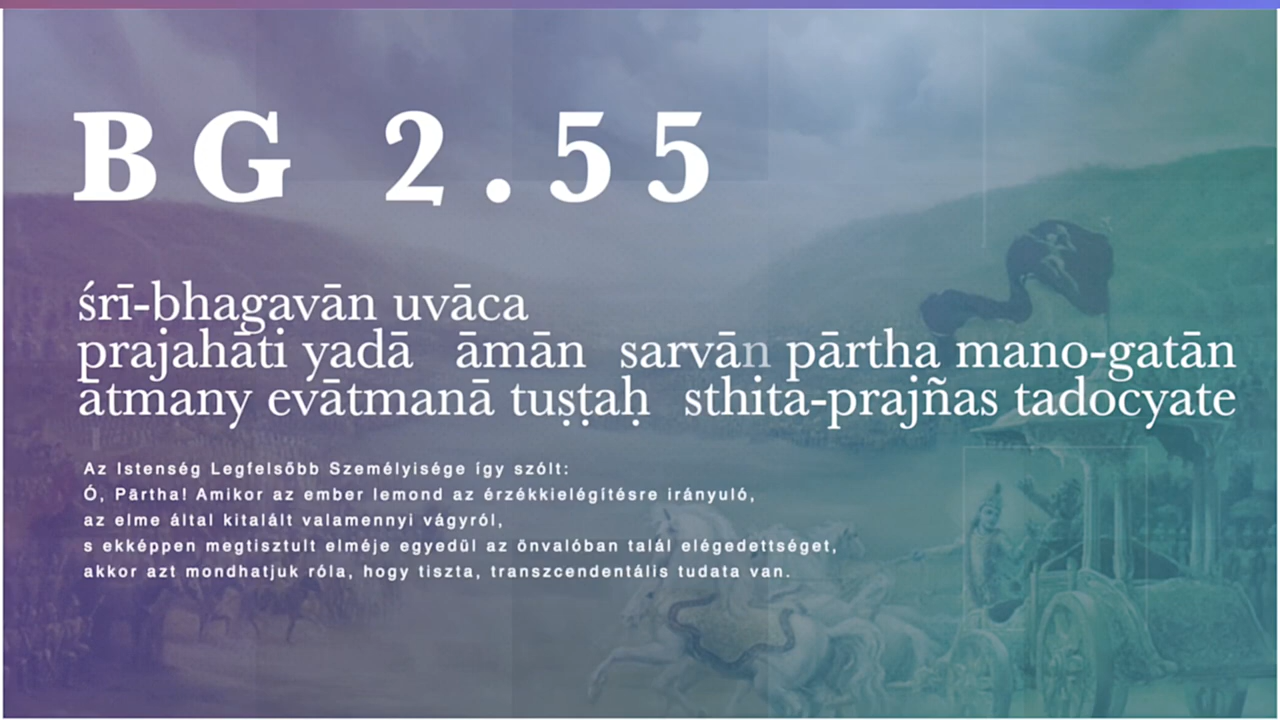 BG 2.55
śrī-bhagavān uvāca
prajahāti yadā āmān sarvān pārtha mano-gatān
ātmany evātmanā tuṣṭaḥ sthita-prajñas tadocyate
Az Istenség Legfelsőbb Személyisége így szólt:
Ó, Pārtha! Amikor az ember lemond az érzékkielégítésre irányuló,
az elme által kitalált valamennyi vágyról,
s ekképpen megtisztult elméje egyedül az önvalóban talál elégedettséget,
akkor azt mondhatjuk róla, hogy tiszta, transzcendentális tudata van.